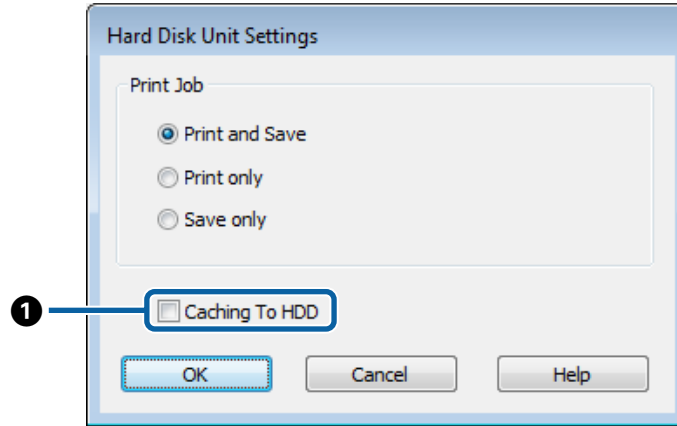 Hard Disk Unit Settings
Print Job
Print and Save
Print only
Save only
1 Caching To HDD
OK Cancel Help